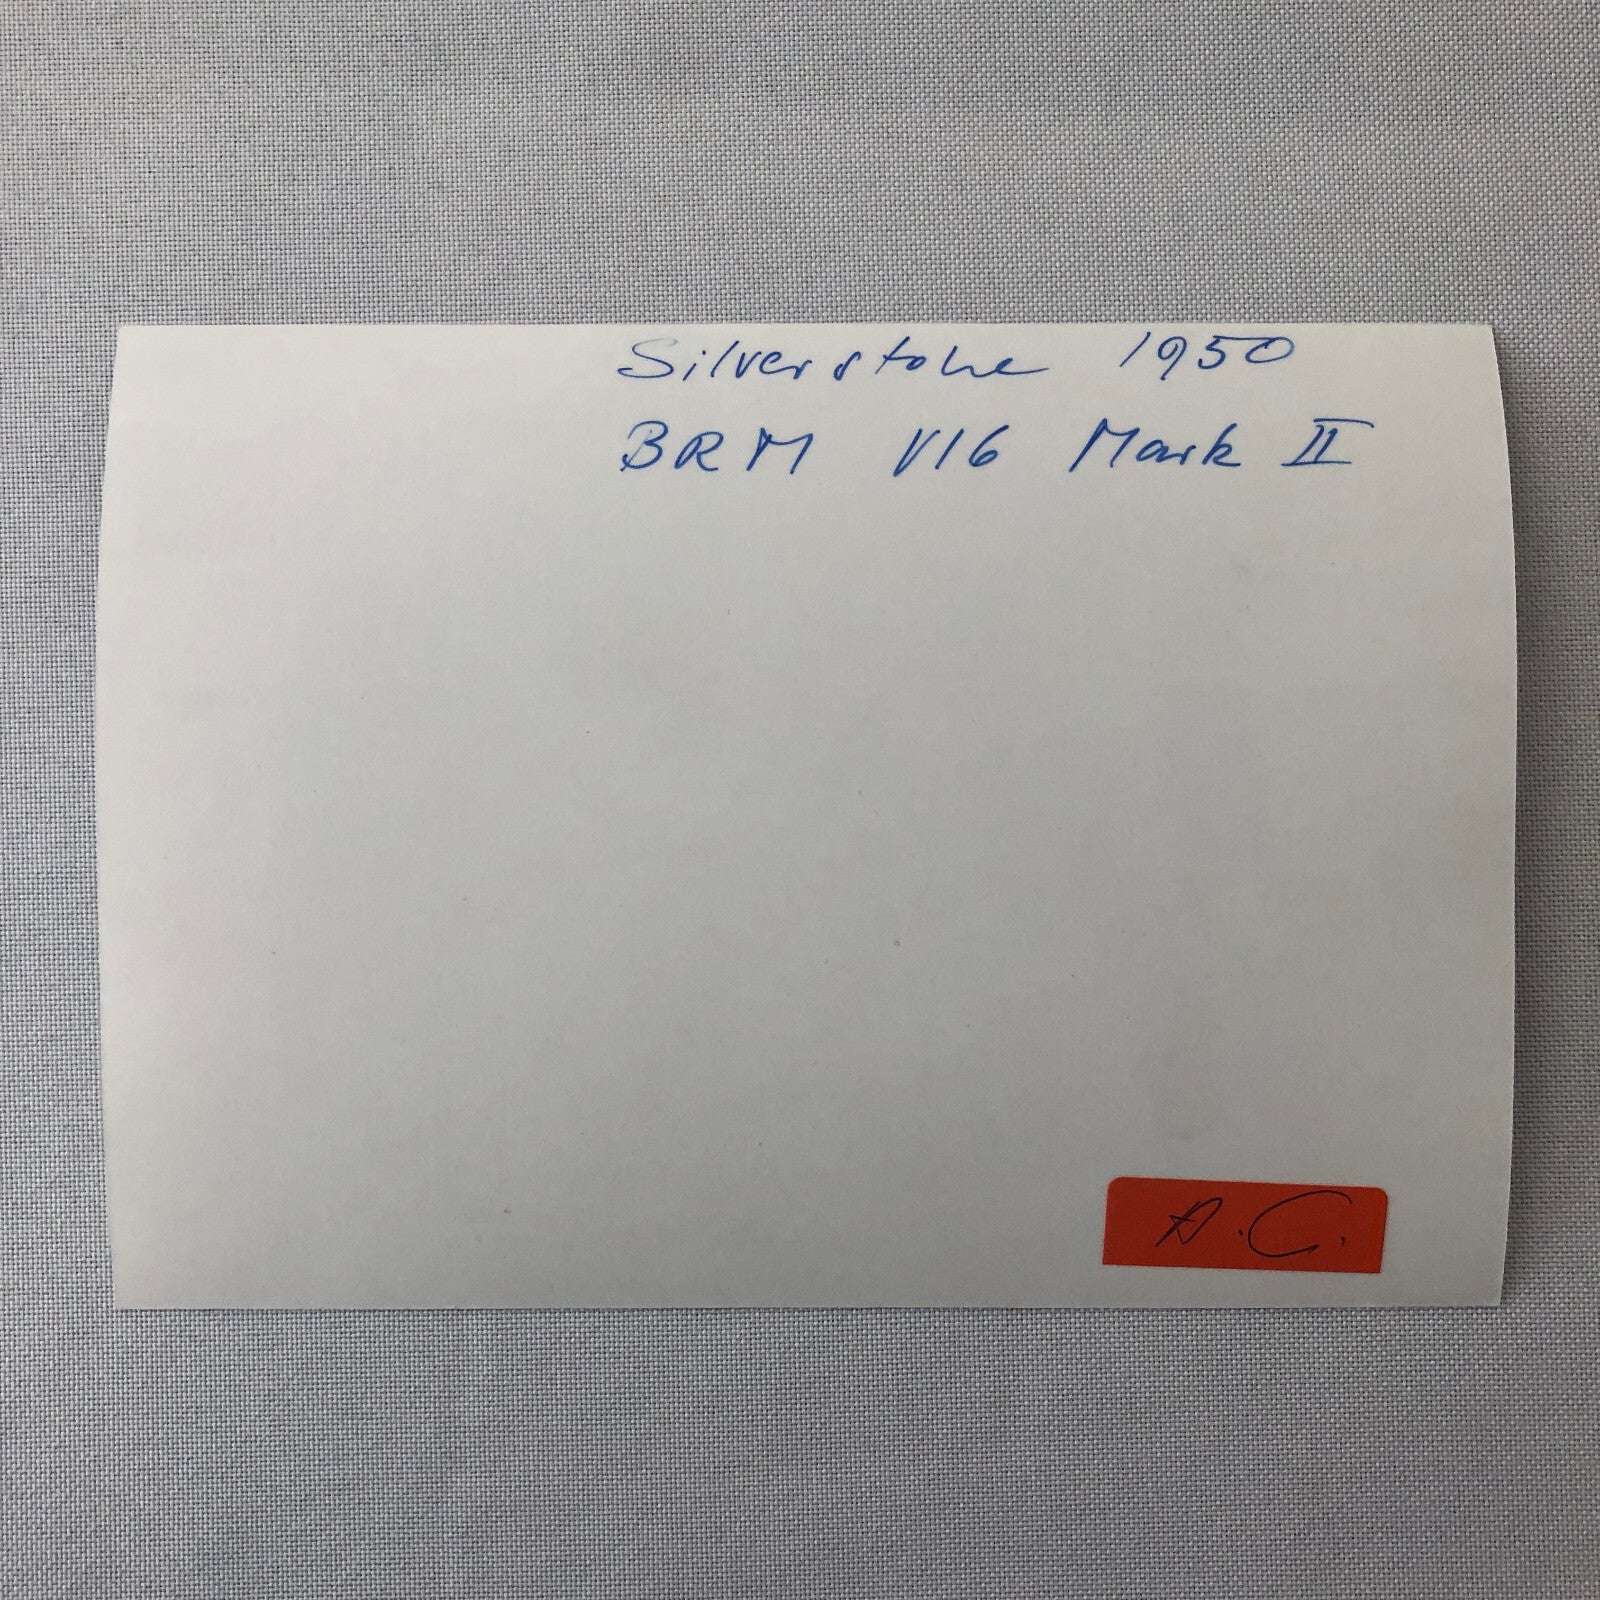 Silverstone 1950
BRM V16 Mark II
A.C.